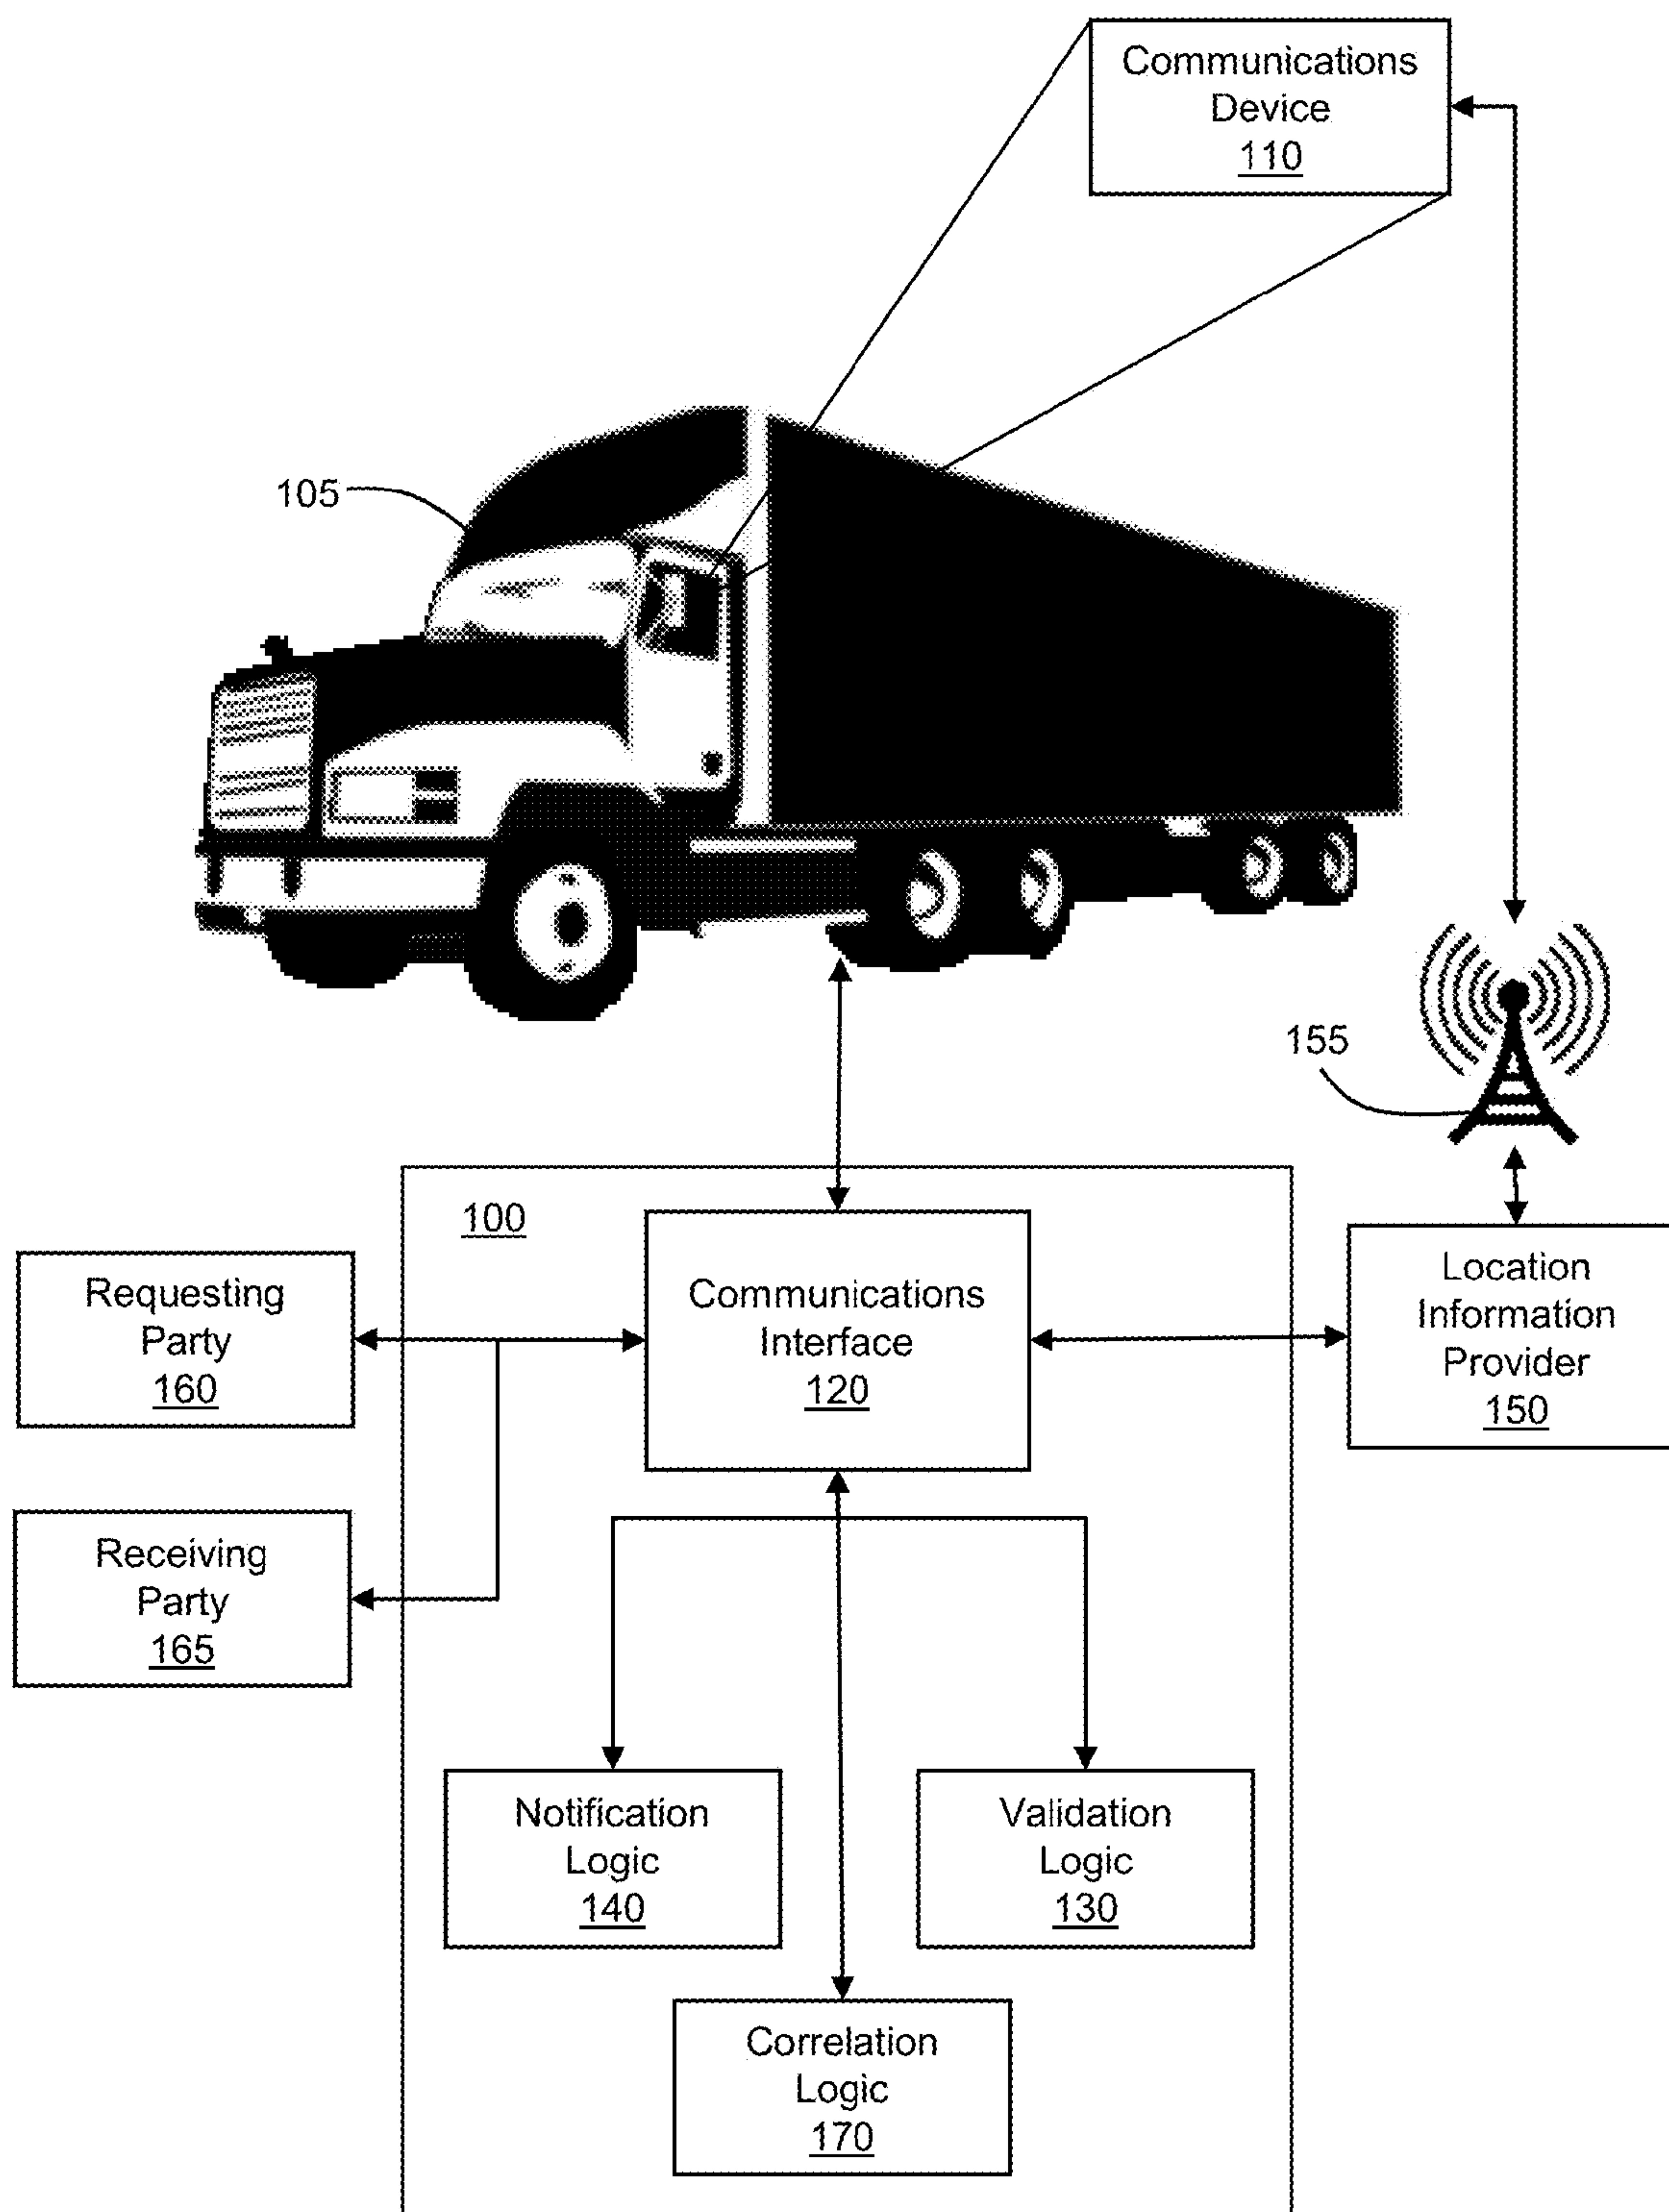 Communications
Device
110
105
155
100
Requesting
Party
160
Communications
Interface
120
Location
Information
Provider
150
Receiving
Party
165
Notification
Logic
140
Validation
Logic
130
Correlation
Logic
170